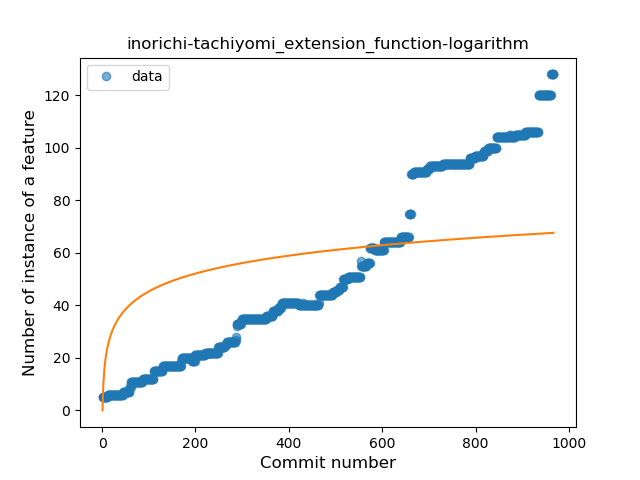 inorichi-tachiyomi_extension_function-logarithm
data
Number of instance of a feature
120
100
80
60
40
20
0
0 200 400 600 800 1000
Commit number